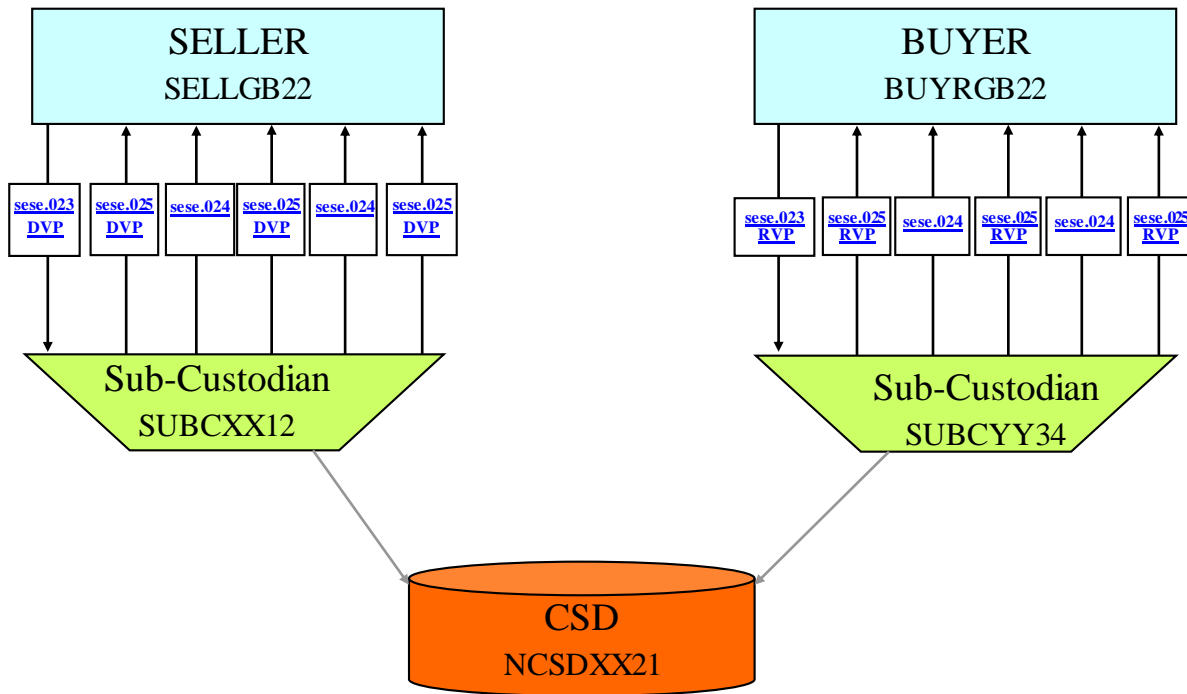 SELLER
SELLGB22
BUYER
BUYRGB22
sese.023
DVP
sese.025
DVP
sese.024
sese.025
DVP
sese.024
sese.025
DVP
sese.023
RVP
sese.025
RVP
sese.024
sese.025
RVP
sese.024
sese.025
RVP
Sub-Custodian
SUBCXX12
Sub-Custodian
SUBCYY34
CSD
NCSDXX21